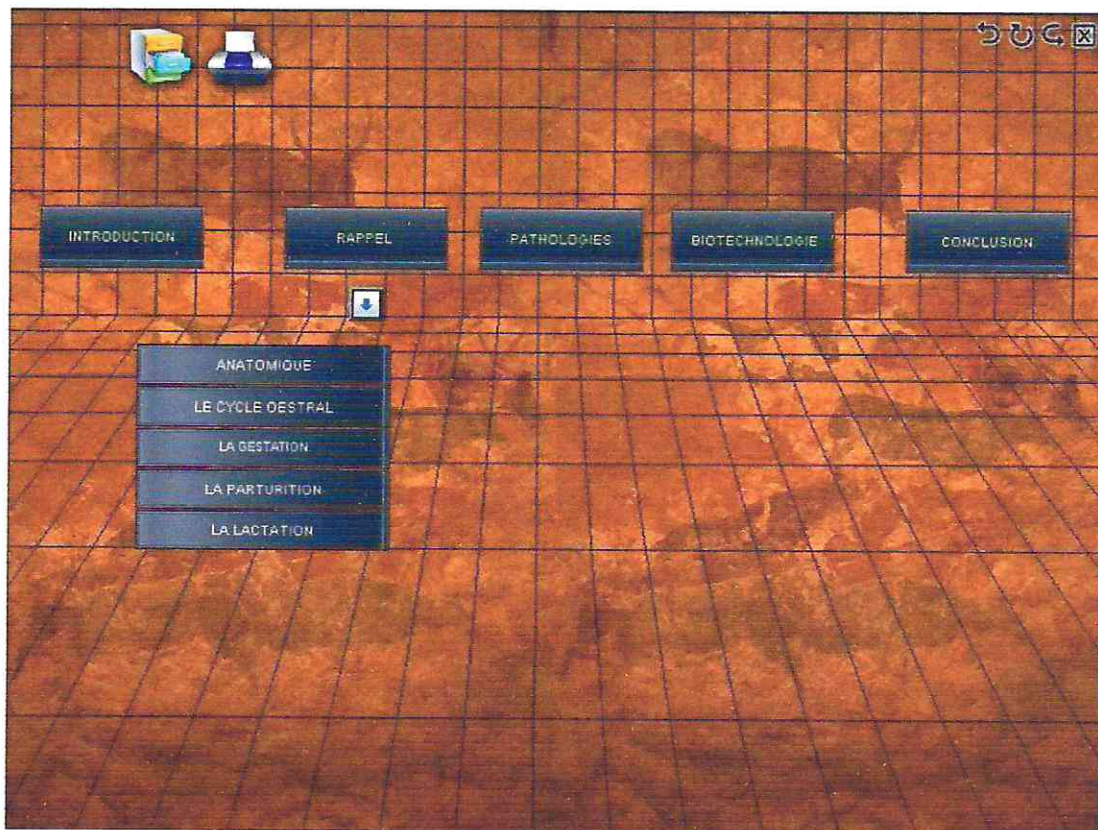 INTRODUCTION
RAPPEL
PATHOLOGIES
BIOTECHNOLOGIE
CONCLUSION
ANATOMIQUE
LE CYCLE OESTRAL
LA GESTATION
LA PARTURITION
LA LACTATION